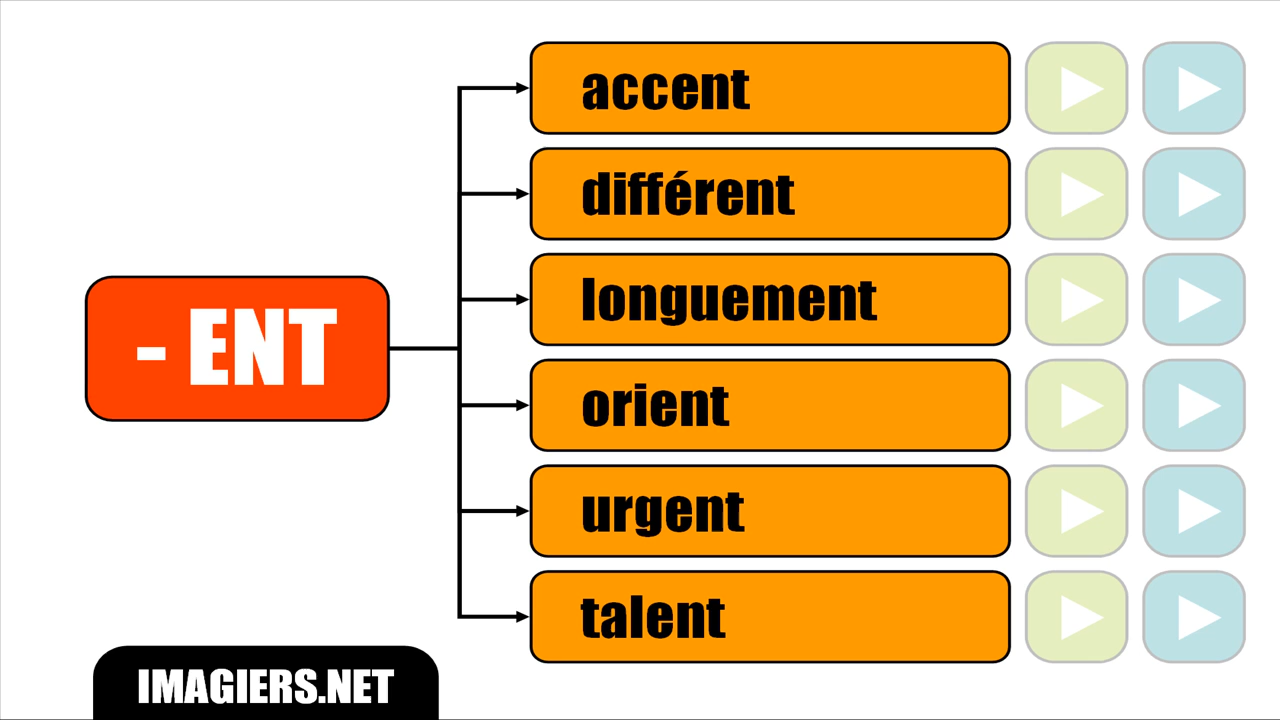 - ENT
accent
différent
longuement
orient
urgent
talent
IMAGIERS.NET